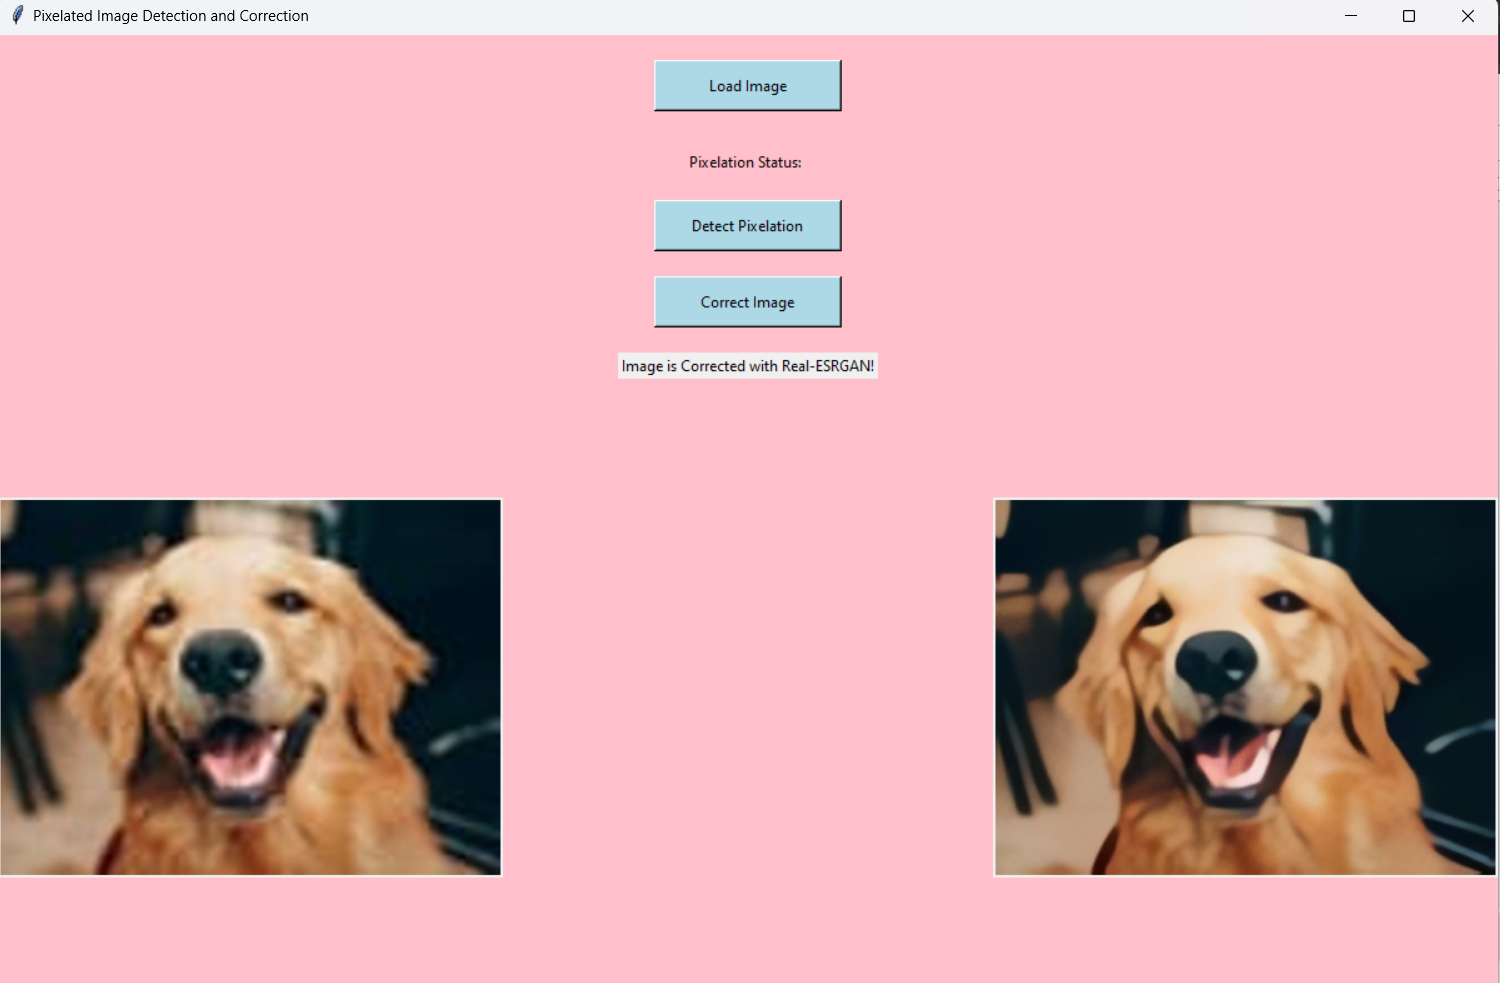 Pixelated Image Detection and Correction
Load Image
Pixelation Status:
Detect Pixelation
Correct Image
Image is Corrected with Real-ESRGAN!